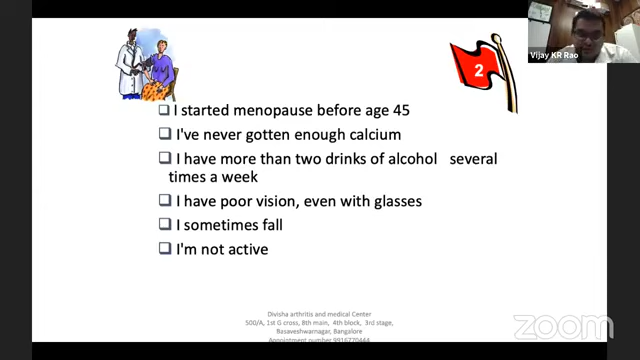 Vijay KR Rao
2
I started menopause before age 45
I've never gotten enough calcium
I have more than two drinks of alcohol several
times a week
I have poor vision, even with glasses
I sometimes fall
I'm not active
Divisha arthritis and medical Center
500/A, 1st G cross, 8th main, 4th block, 3rd stage,
Basaveshwarnagar, Bangalore
Appointment number 9916770444
zoom